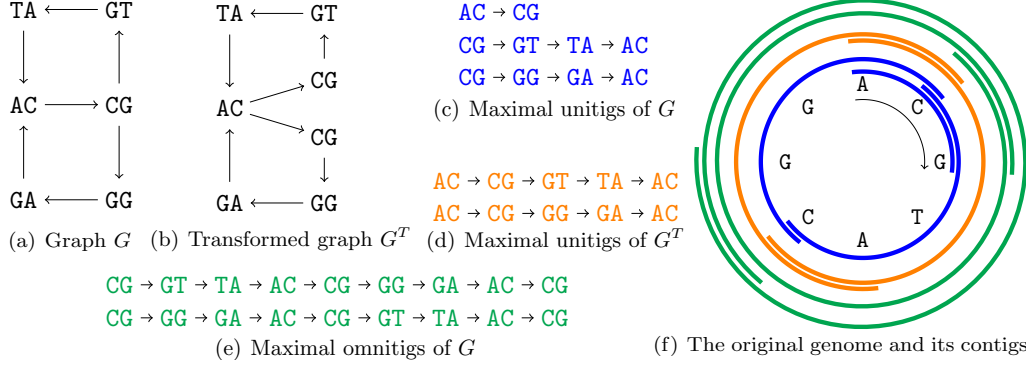 TA ← GT
AC → CG
GA ← GG
(a) Graph G
TA ← GT
CG
AC
CG
GA ← GG
(b) Transformed graph G^T
AC → CG
CG → GT → TA → AC
CG → GG → GA → AC
(c) Maximal unitigs of G
AC → CG → GT → TA → AC
AC → CG → GG → GA → AC
(d) Maximal unitigs of G^T
CG → GT → TA → AC → CG → GG → GA → AC → CG
CG → GG → GA → AC → CG → GT → TA → AC → CG
(e) Maximal omnitigs of G
A
G C
G G
C T
A
(f) The original genome and its contigs